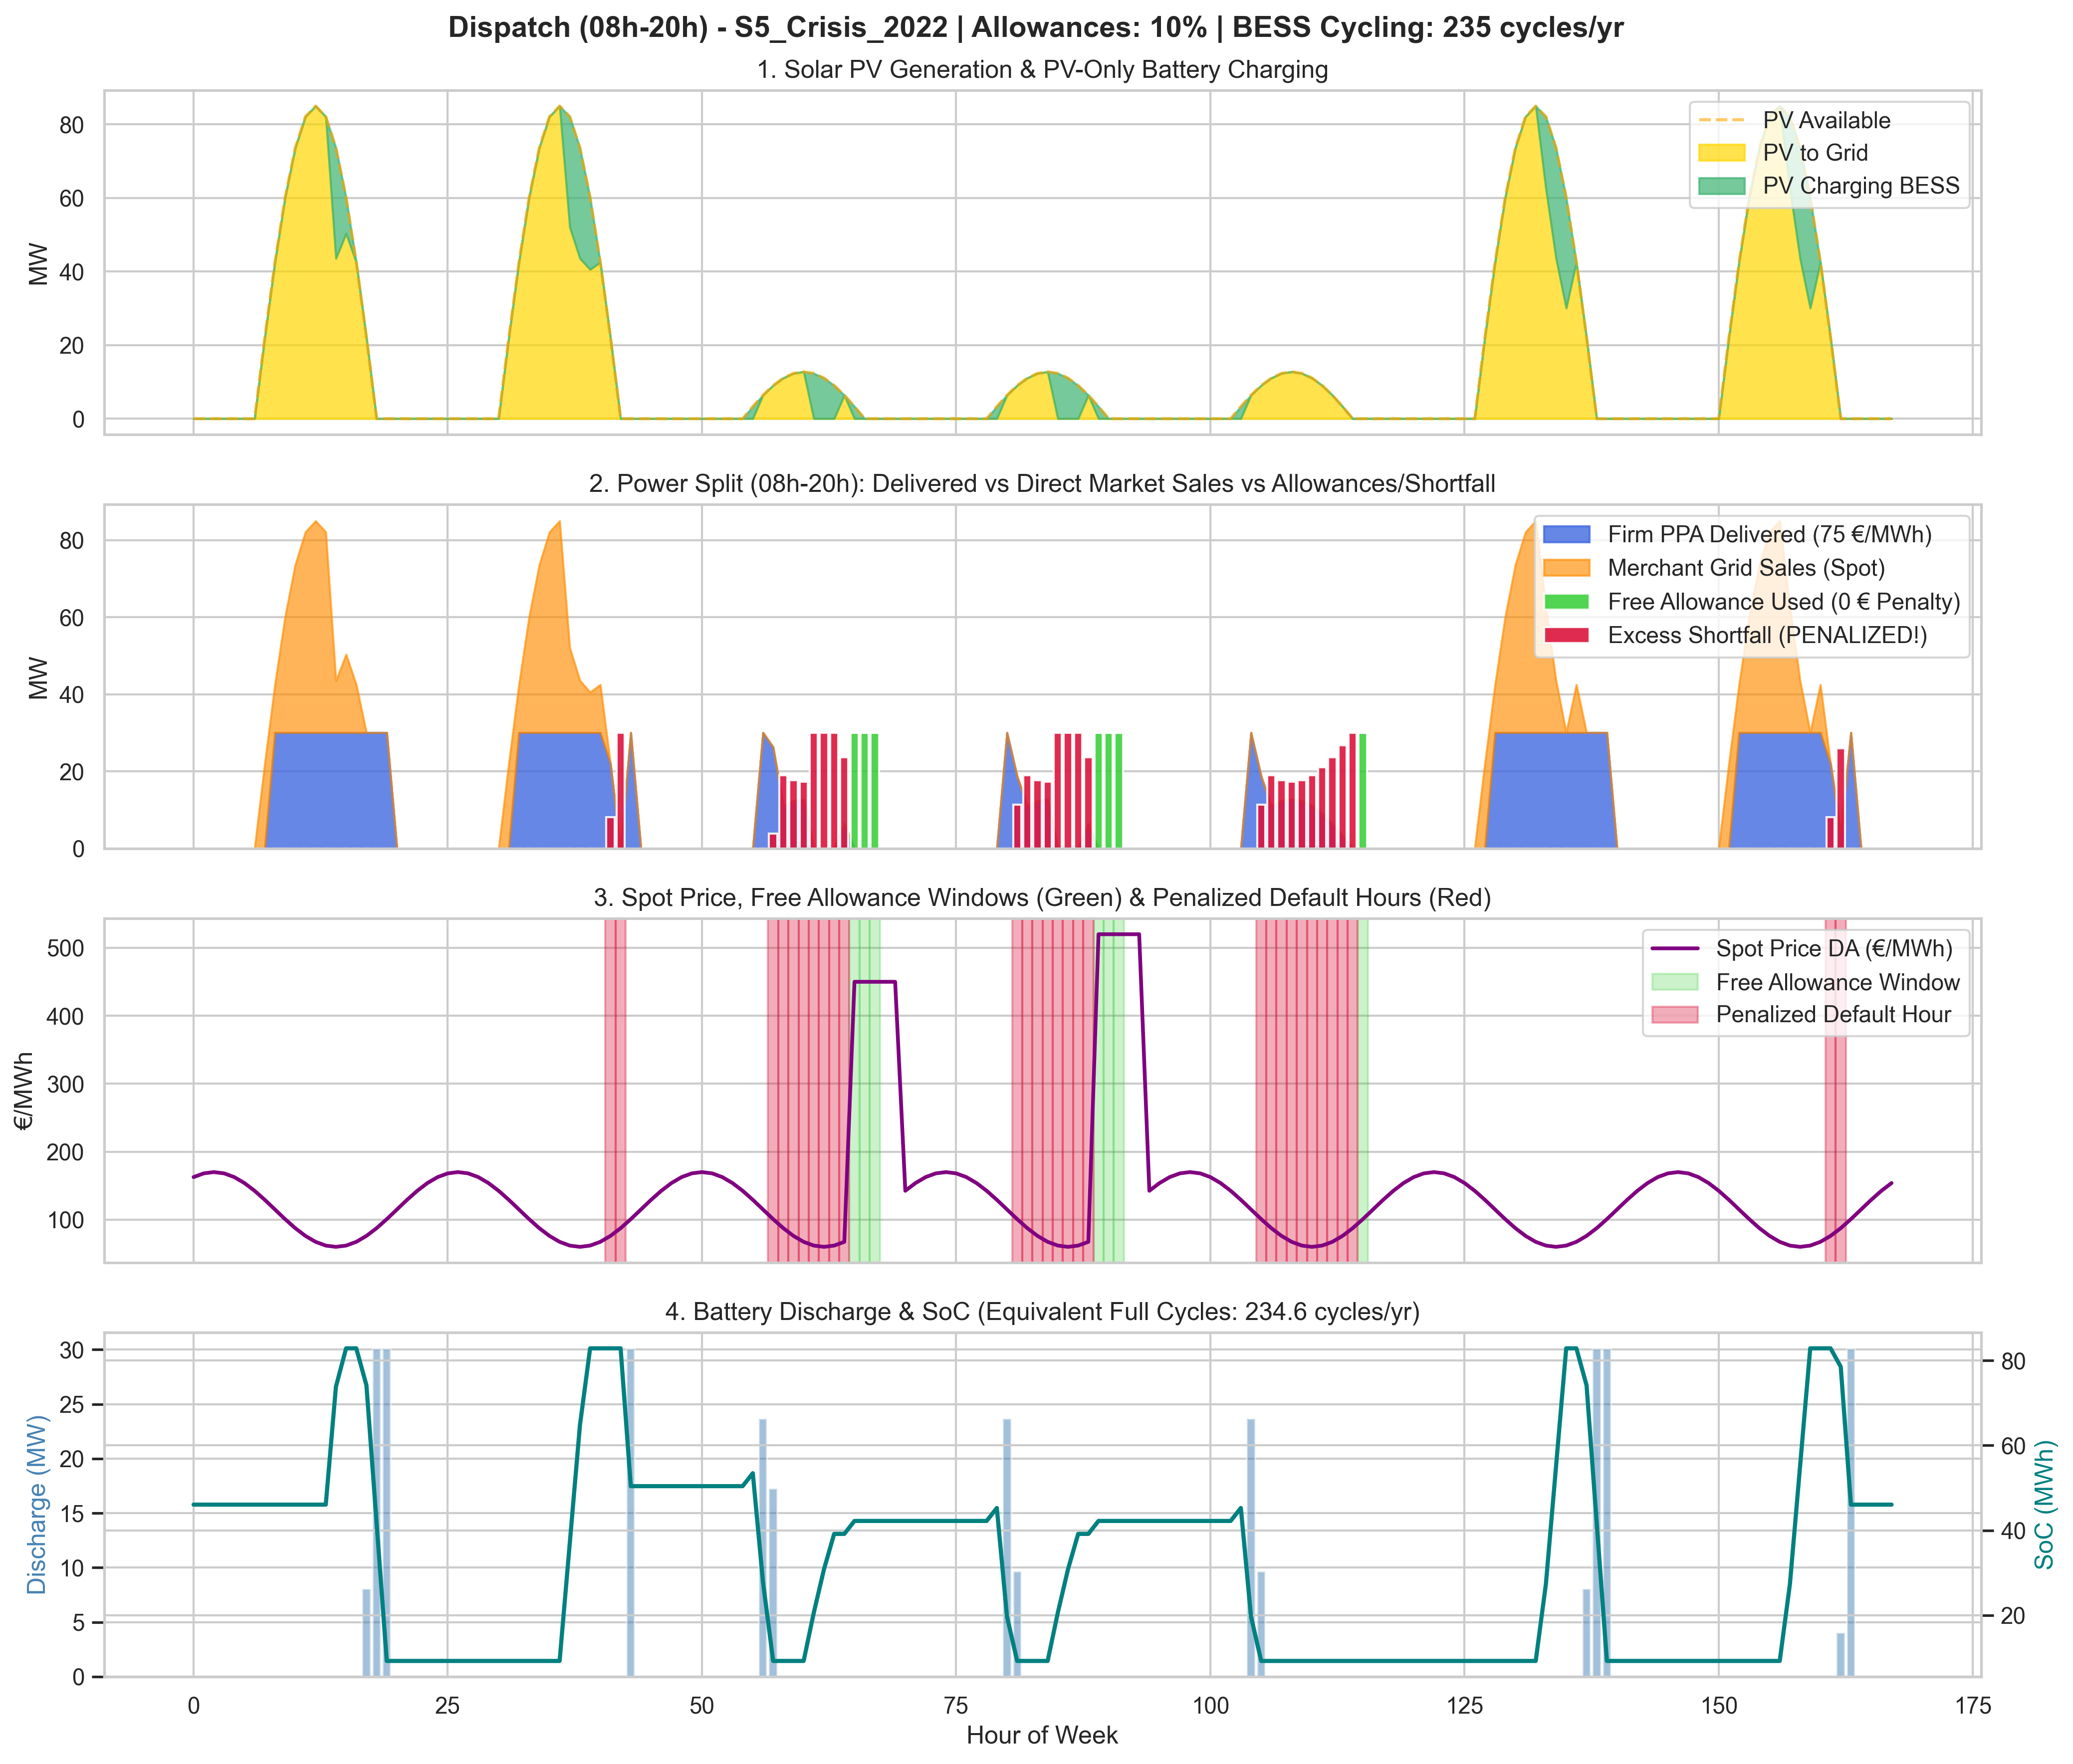 Dispatch (08h-20h) - S5_Crisis_2022 | Allowances: 10% | BESS Cycling: 235 cycles/yr
1. Solar PV Generation & PV-Only Battery Charging
80
60
40
20
0
MW
PV Available
PV to Grid
PV Charging BESS
2. Power Split (08h-20h): Delivered vs Direct Market Sales vs Allowances/Shortfall
80
60
40
20
0
MW
Firm PPA Delivered (75 €/MWh)
Merchant Grid Sales (Spot)
Free Allowance Used (0 € Penalty)
Excess Shortfall (PENALIZED!)
3. Spot Price, Free Allowance Windows (Green) & Penalized Default Hours (Red)
500
400
300
200
100
€/MWh
Spot Price DA (€/MWh)
Free Allowance Window
Penalized Default Hour
4. Battery Discharge & SoC (Equivalent Full Cycles: 234.6 cycles/yr)
30
25
20
15
10
5
0
Discharge (MW)
80
60
40
20
SoC (MWh)
0
25
50
75
100
125
150
175
Hour of Week